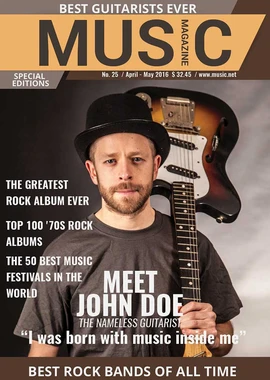 BEST GUITARISTS EVER
MUSIC
MAGAZINE
SPECIAL
EDITIONS
No. 25 / April - May 2016 $ 32.45 / www.music.net
THE GREATEST
ROCK ALBUM EVER
TOP 100 '70S ROCK
ALBUMS
THE 50 BEST MUSIC
FESTIVALS IN THE
WORLD
MEET
JOHN DOE
THE NAMELESS GUITARIST
“I was born with music inside me”
BEST ROCK BANDS OF ALL TIME